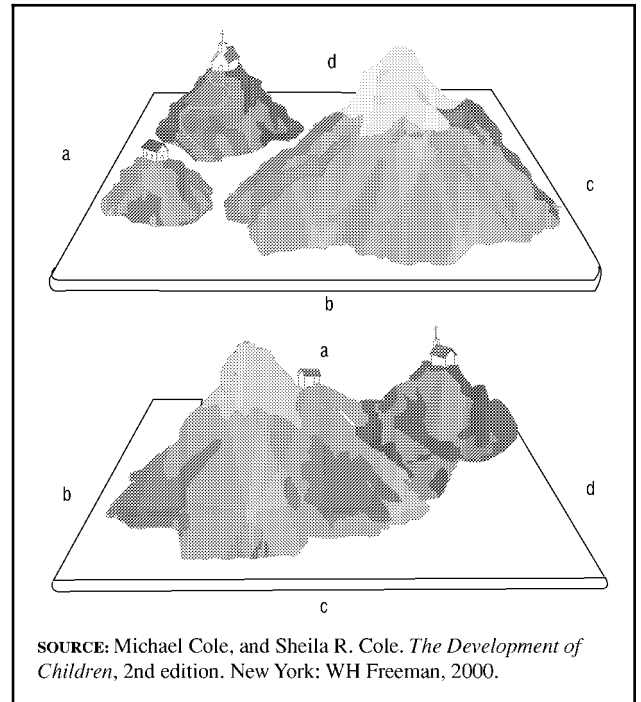 d
a
c
b
a
b
d
c
SOURCE: Michael Cole, and Sheila R. Cole. The Development of
Children, 2nd edition. New York: WH Freeman, 2000.